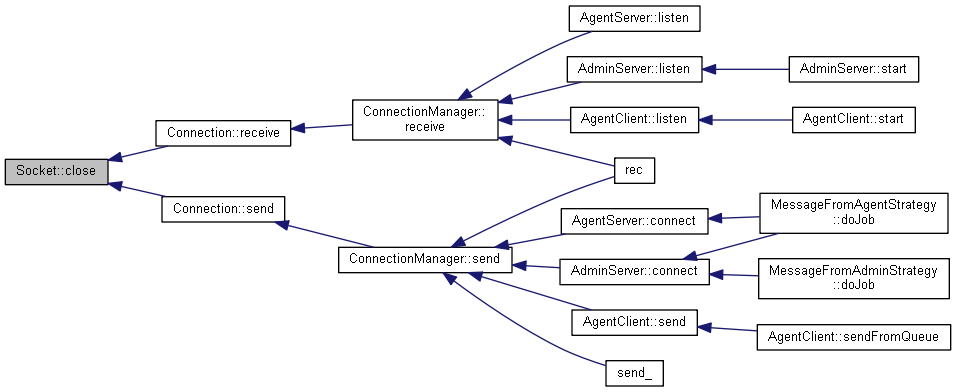 Socket::close
Connection::receive
Connection::send
ConnectionManager::
receive
ConnectionManager::send
AgentServer::listen
AdminServer::listen
AgentClient::listen
rec
AgentServer::connect
AdminServer::connect
AgentClient::send
send_
AdminServer::start
AgentClient::start
MessageFromAgentStrategy
::doJob
MessageFromAdminStrategy
::doJob
AgentClient::sendFromQueue